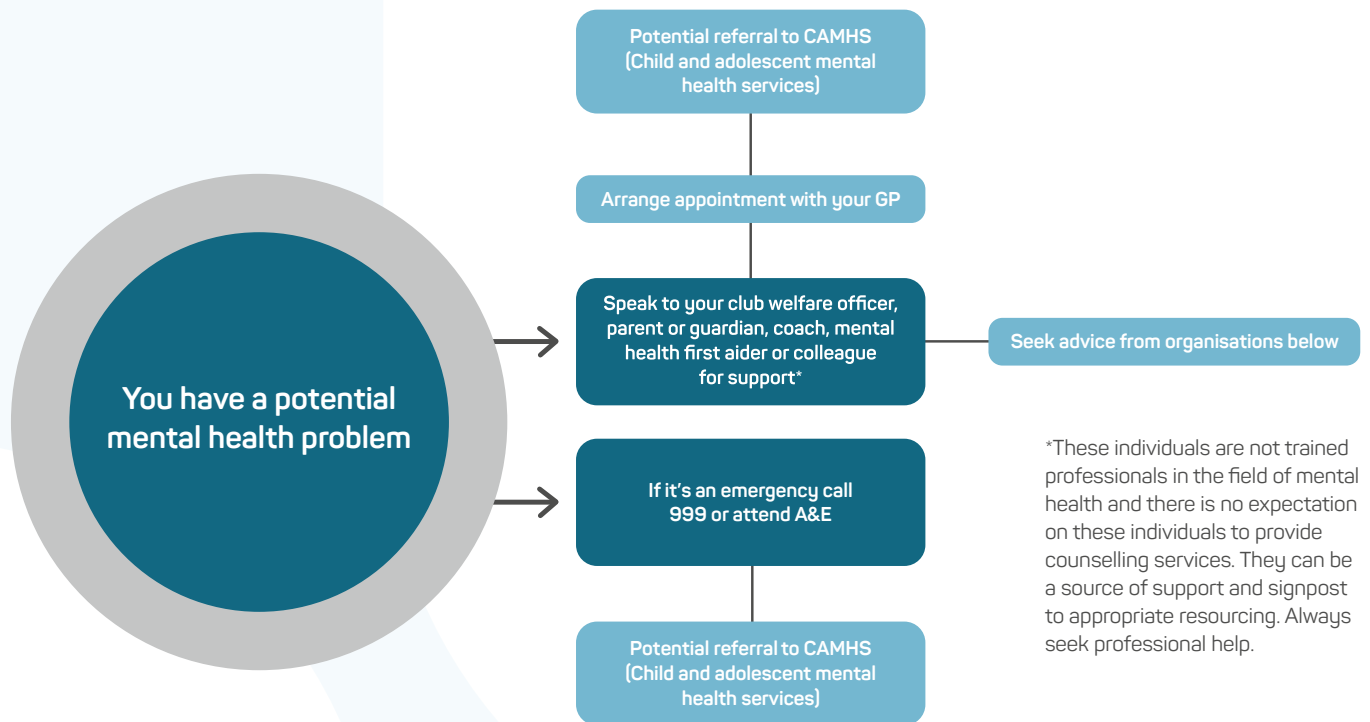 Potential referral to CAMHS
(Child and adolescent mental
health services)
Arrange appointment with your GP
You have a potential
mental health problem
Speak to your club welfare officer,
parent or guardian, coach, mental
health first aider or colleague
for support*
Seek advice from organisations below
If it's an emergency call
999 or attend A&E
Potential referral to CAMHS
(Child and adolescent mental
health services)
*These individuals are not trained
professionals in the field of mental
health and there is no expectation
on these individuals to provide
counselling services. They can be
a source of support and signpost
to appropriate resourcing. Always
seek professional help.